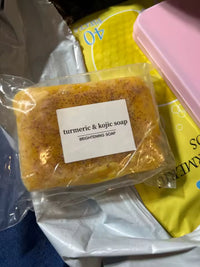 40
turmeric & kojic soap
BRIGHTENING SOAP